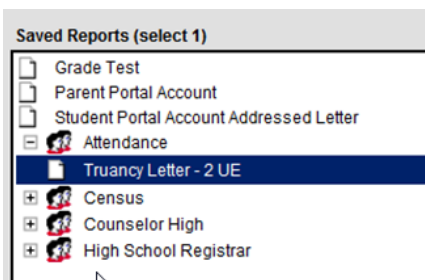 Saved Reports (select 1)
Grade Test
Parent Portal Account
Student Portal Account Addressed Letter
Attendance
Truancy Letter - 2 UE
Census
Counselor High
High School Registrar